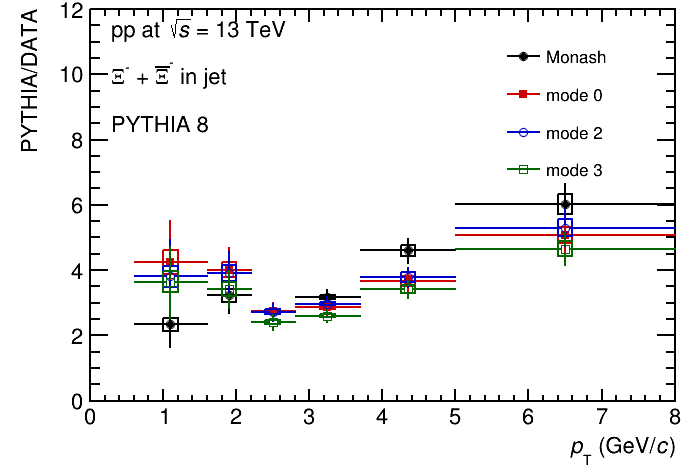 PYTHIA/DATA
pp at √s = 13 TeV
Ξ⁻ + Ξ̅⁻ in jet
PYTHIA 8
Monash
mode 0
mode 2
mode 3
12
10
8
6
4
2
0
0 1 2 3 4 5 6 7 8
p_T (GeV/c)